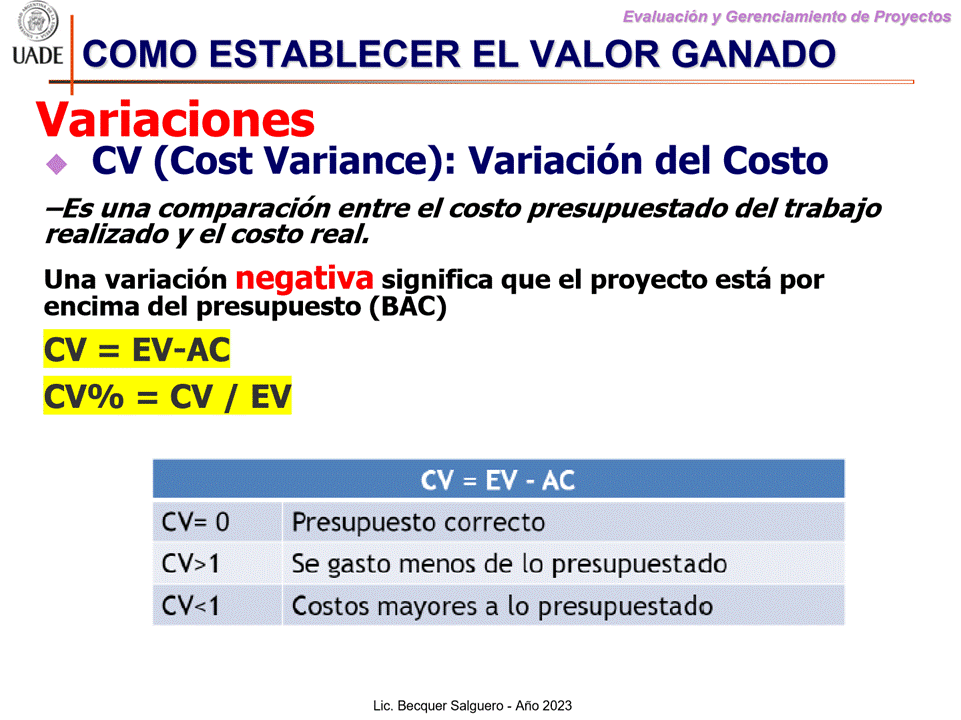 Evaluación y Gerenciamiento de Proyectos
UADE
COMO ESTABLECER EL VALOR GANADO
Variaciones
CV (Cost Variance): Variación del Costo
–Es una comparación entre el costo presupuestado del trabajo
realizado y el costo real.
Una variación negativa significa que el proyecto está por
encima del presupuesto (BAC)
CV = EV-AC
CV% = CV / EV
CV = EV - AC
CV= 0 Presupuesto correcto
CV>1 Se gasto menos de lo presupuestado
CV<1 Costos mayores a lo presupuestado
Lic. Becquer Salguero - Año 2023